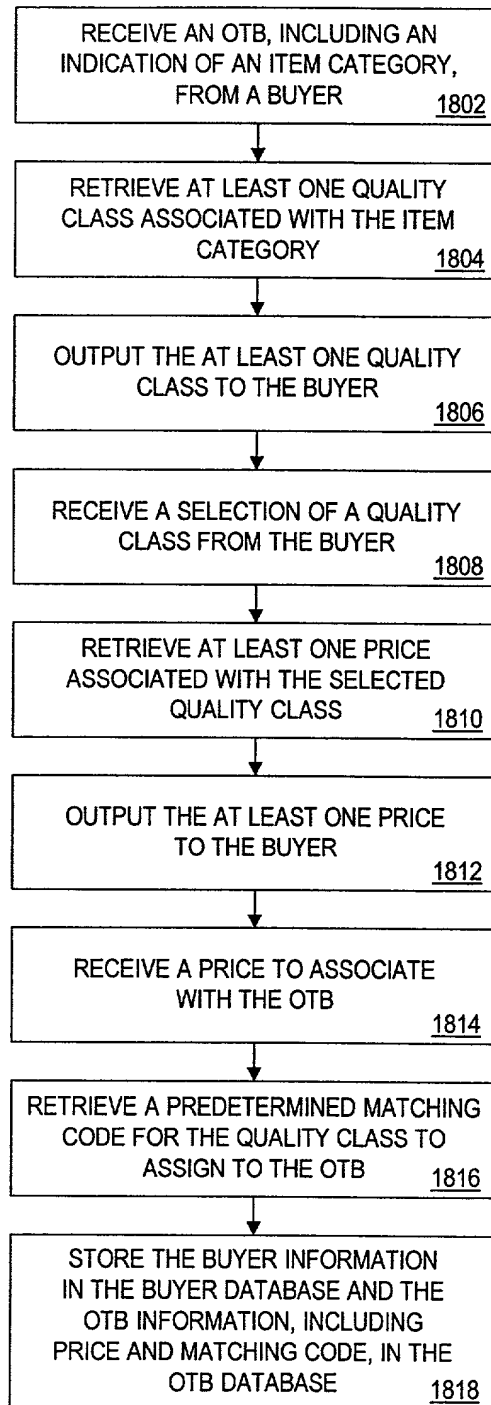 RECEIVE AN OTB, INCLUDING AN
INDICATION OF AN ITEM CATEGORY,
FROM A BUYER
1802
RETRIEVE AT LEAST ONE QUALITY
CLASS ASSOCIATED WITH THE ITEM
CATEGORY
1804
OUTPUT THE AT LEAST ONE QUALITY
CLASS TO THE BUYER
1806
RECEIVE A SELECTION OF A QUALITY
CLASS FROM THE BUYER
1808
RETRIEVE AT LEAST ONE PRICE
ASSOCIATED WITH THE SELECTED
QUALITY CLASS
1810
OUTPUT THE AT LEAST ONE PRICE
TO THE BUYER
1812
RECEIVE A PRICE TO ASSOCIATE
WITH THE OTB
1814
RETRIEVE A PREDETERMINED MATCHING
CODE FOR THE QUALITY CLASS TO
ASSIGN TO THE OTB
1816
STORE THE BUYER INFORMATION
IN THE BUYER DATABASE AND THE
OTB INFORMATION, INCLUDING
PRICE AND MATCHING CODE, IN THE
OTB DATABASE
1818